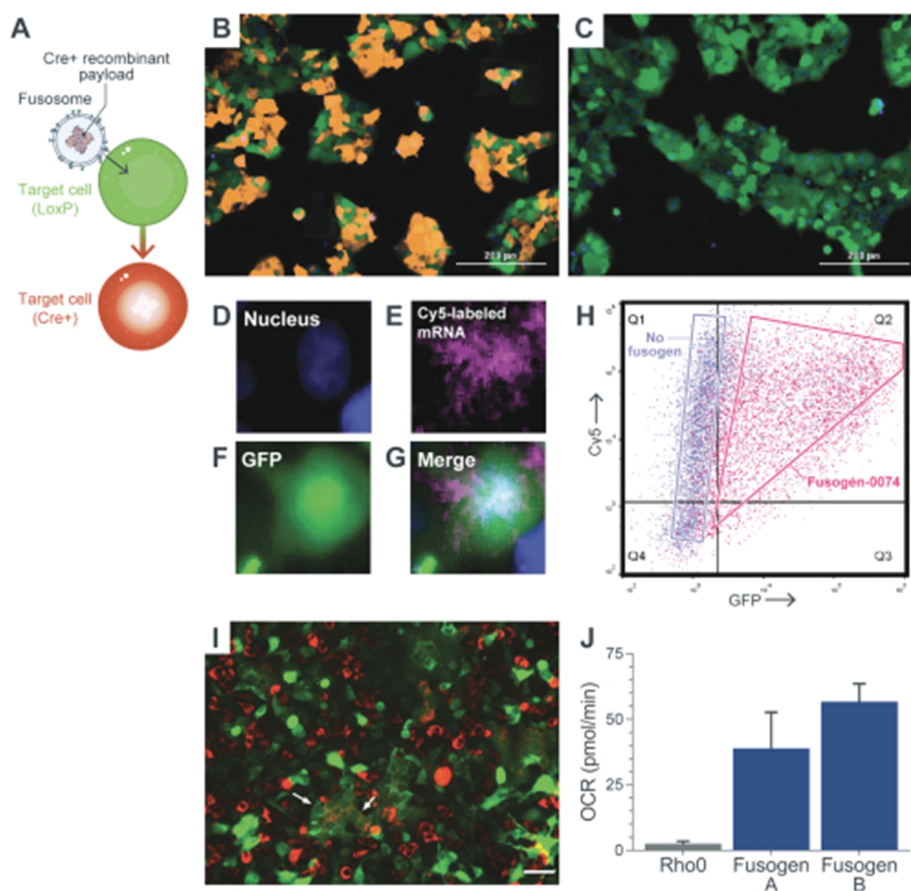 A
Cre+ recombinant
payload
Fusosome
Target cell
(LoxP)
Target cell
(Cre+)
B
C
D
Nucleus
E
Cy5-labeled
mRNA
F
GFP
G
Merge
H
Q1
Q2
No
fusogen
Cy5
Fusogen-0074
Q4
Q3
GFP
I
J
75
50
25
0
OCR (pmol/min)
Rho0
Fusogen
A
Fusogen
B